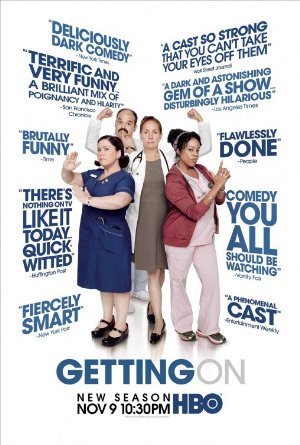 "DELICIOUSLY
DARK COMEDY"
-New York Times
"TERRIFIC AND
VERY FUNNY.
A BRILLIANT MIX OF
POIGNANCY AND HILARITY"
-San Francisco
Chronicle
"BRUTALLY
FUNNY"
-Time
"THERE'S
NOTHING ON TV
LIKE IT
TODAY.
QUICK
WITTED"
-Huffington Post
"FIERCELY
SMART"
-New York Post
"A CAST SO STRONG
THAT YOU CAN'T TAKE
YOUR EYES OFF THEM"
-Wall Street Journal
"A DARK AND ASTONISHING
GEM OF A SHOW...
DISTURBINGLY HILARIOUS"
-Los Angeles Times
"FLAWLESSLY
DONE"
-People
"COMEDY
YOU
ALL
SHOULD BE
WATCHING"
-Vanity Fair
"A PHENOMENAL
CAST"
-Entertainment Weekly
GETTING ON
NEW SEASON
NOV 9 10:30PM HBO